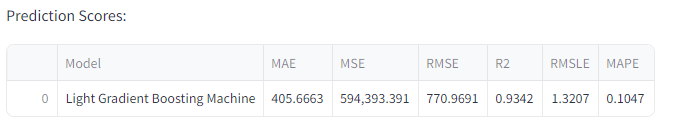 Prediction Scores:
Model MAE MSE RMSE R2 RMSLE MAPE
0 Light Gradient Boosting Machine 405.6663 594,393.391 770.9691 0.9342 1.3207 0.1047